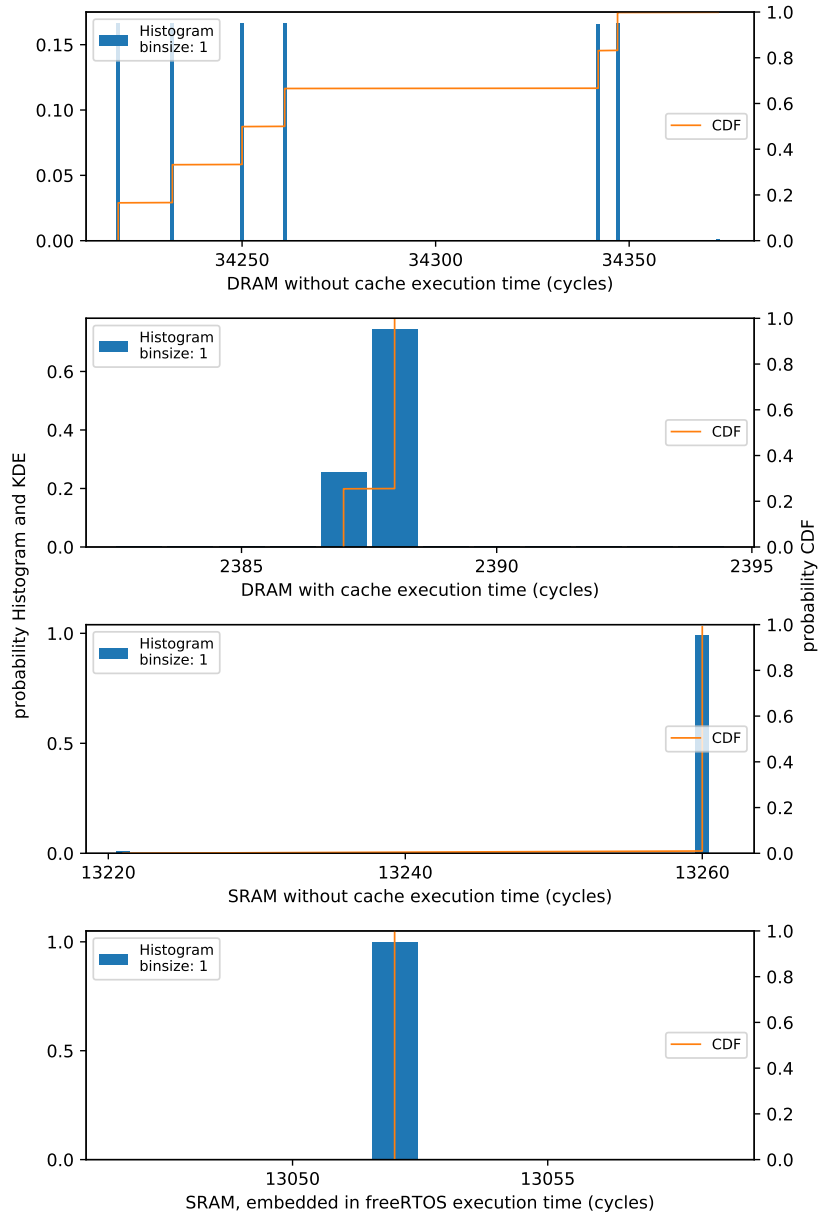 Histogram
binsize: 1
CDF
0.00
0.05
0.10
0.15
0.0
0.2
0.4
0.6
0.8
1.0
34250
34300
34350
DRAM without cache execution time (cycles)
Histogram
binsize: 1
CDF
0.0
0.2
0.4
0.6
0.0
0.2
0.4
0.6
0.8
1.0
2385
2390
2395
DRAM with cache execution time (cycles)
probability Histogram and KDE
probability CDF
Histogram
binsize: 1
CDF
0.0
0.5
1.0
0.0
0.2
0.4
0.6
0.8
1.0
13220
13240
13260
SRAM without cache execution time (cycles)
Histogram
binsize: 1
CDF
0.0
0.5
1.0
0.0
0.2
0.4
0.6
0.8
1.0
13050
13055
SRAM, embedded in freeRTOS execution time (cycles)